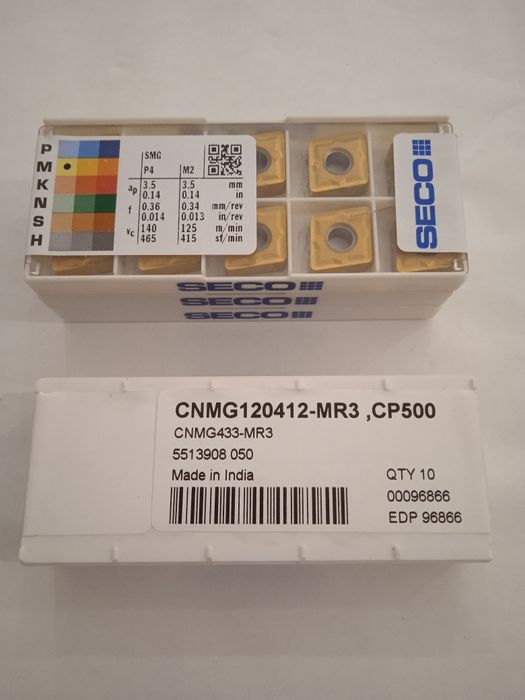 P
M
K
N
S
H
SMG
P4 M2
ap 3.5 3.5 mm
0.14 0.14 in
f 0.36 0.34 mm/rev
0.014 0.013 in/rev
vc 140 125 m/min
465 415 sf/min
SECO
SECO
SECO
SECO
CNMG120412-MR3 ,CP500
CNMG433-MR3
5513908 050
Made in India
QTY 10
00096866
EDP 96866